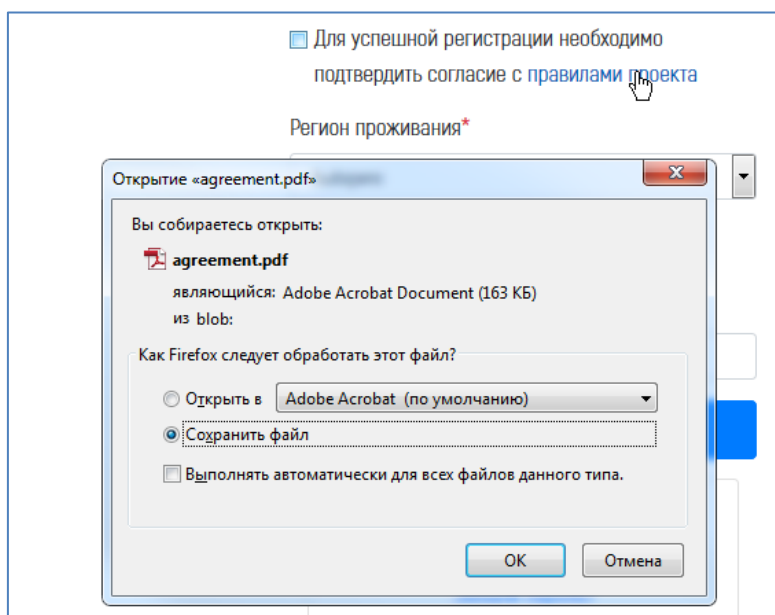 Для успешной регистрации необходимо
подтвердить согласие с правилами проекта
Регион проживания*
Открытие «agreement.pdf»
Вы собираетесь открыть:
agreement.pdf
являющийся: Adobe Acrobat Document (163 КБ)
из blob:
Как Firefox следует обработать этот файл?
Открыть в Adobe Acrobat (по умолчанию)
Сохранить файл
Выполнять автоматически для всех файлов данного типа.
ОК Отмена